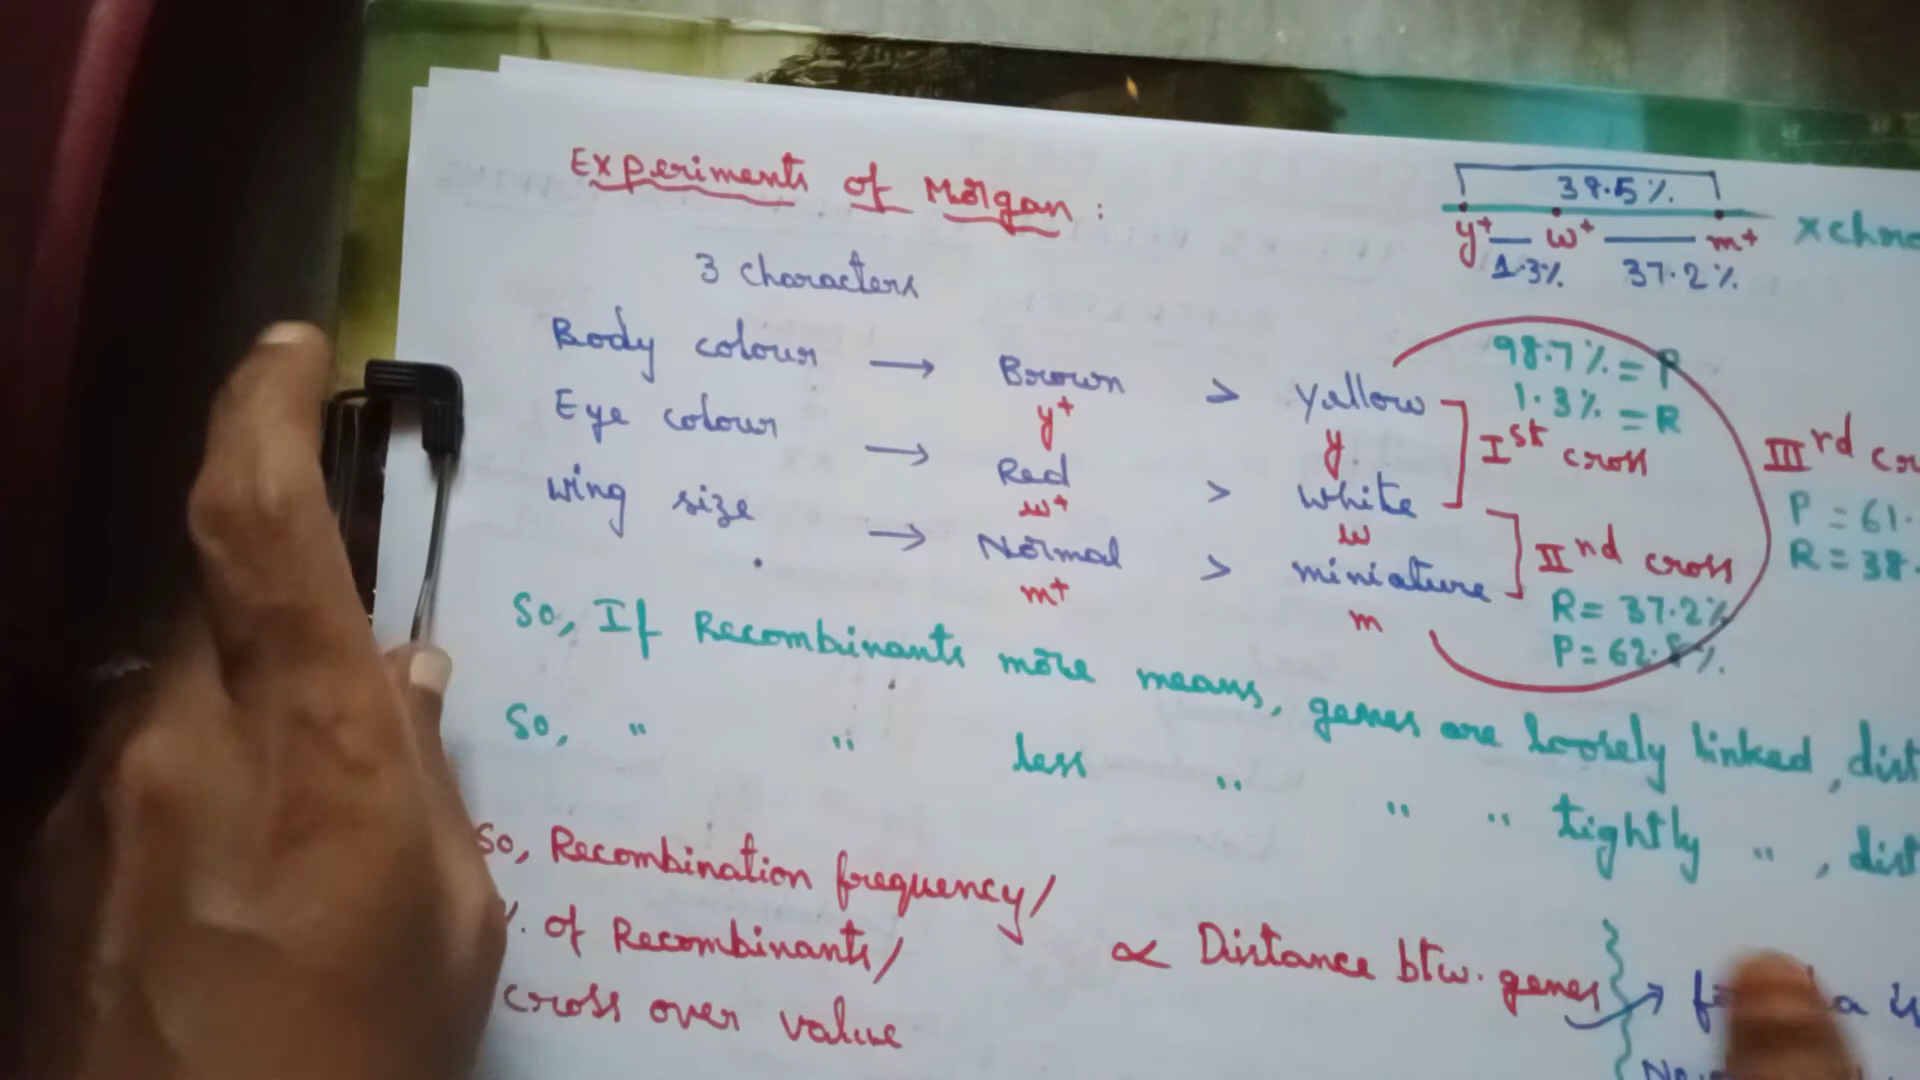 Experiments of Morgan :
38.5%
y+ — w+ — m+
1.3% 37.2%
3 characters
Body colour → Brown > yellow
y+ y
Eye colour → Red > white
w+ w
wing size → Normal > miniature
m+ m
98.7% = P
1.3% = R
Ist cross
IInd cross
R = 37.2%
P = 62.8%
IIIrd
P = 61.
R = 38.
So, If Recombinants more means, genes are loosely linked, dist
So, " " less " " " tightly " , dist
So, Recombination frequency/
% of Recombinants/
cross over value
∝ Distance btw. genes →